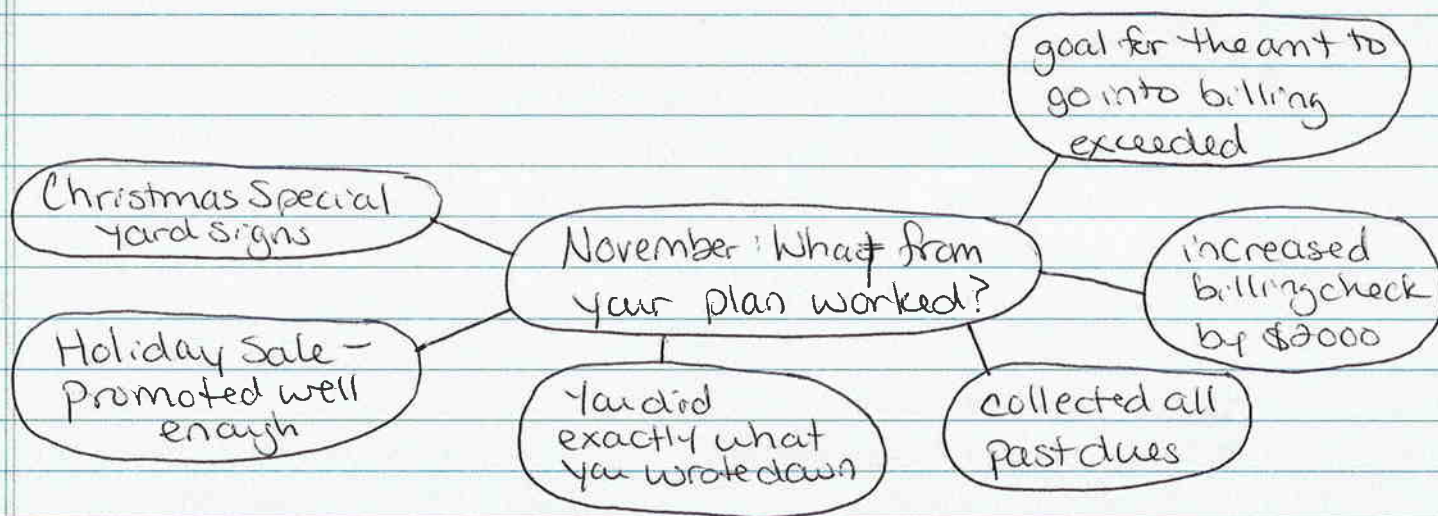 goal for the amt to
go into billing
exceeded
Christmas Special
yard signs
November: What from
your plan worked?
increased
billing check
by $2000
Holiday Sale –
promoted well
enough
You did
exactly what
you wrote down
collected all
past dues